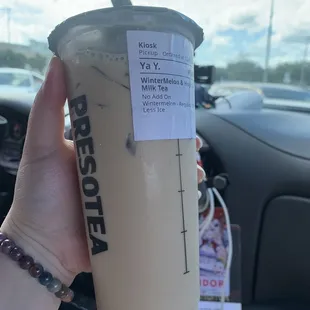 Kiosk
Ya Y.
WinterMelon &
Milk Tea
No Add On
Less Ice
PRESOTEA